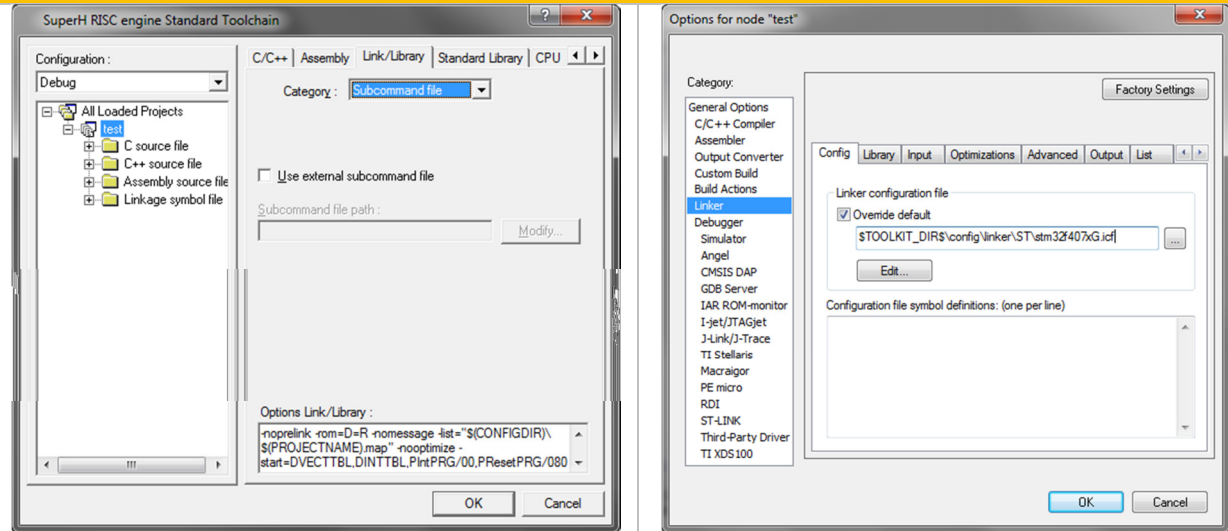 SuperH RISC engine Standard Toolchain
Configuration :
Debug
All Loaded Projects
test
C source file
C++ source file
Assembly source file
Linkage symbol file
C/C++ Assembly Link/Library Standard Library CPU
Category : Subcommand file
Use external subcommand file
Subcommand file path :
Modify...
Options Link/Library :
-noprelink -rom=D=R -nomessage -list="$(CONFIGDIR)\
$(PROJECTNAME).map" -nooptimize -
start=DVECTTBL,DINTTBL,PIntPRG/00,PResetPRG/080
OK Cancel
Options for node "test"
Category:
General Options
C/C++ Compiler
Assembler
Output Converter
Custom Build
Build Actions
Linker
Debugger
Simulator
Angel
CMSIS DAP
GDB Server
IAR ROM-monitor
I-jet/JTAGjet
J-Link/J-Trace
TI Stellaris
Macraigor
PE micro
RDI
ST-LINK
Third-Party Driver
TI XDS100
Factory Settings
Config Library Input Optimizations Advanced Output List
Linker configuration file
Override default
$TOOLKIT_DIR$\config\linker\ST\stm32f407xG.icf
...
Edit...
Configuration file symbol definitions: (one per line)
OK Cancel